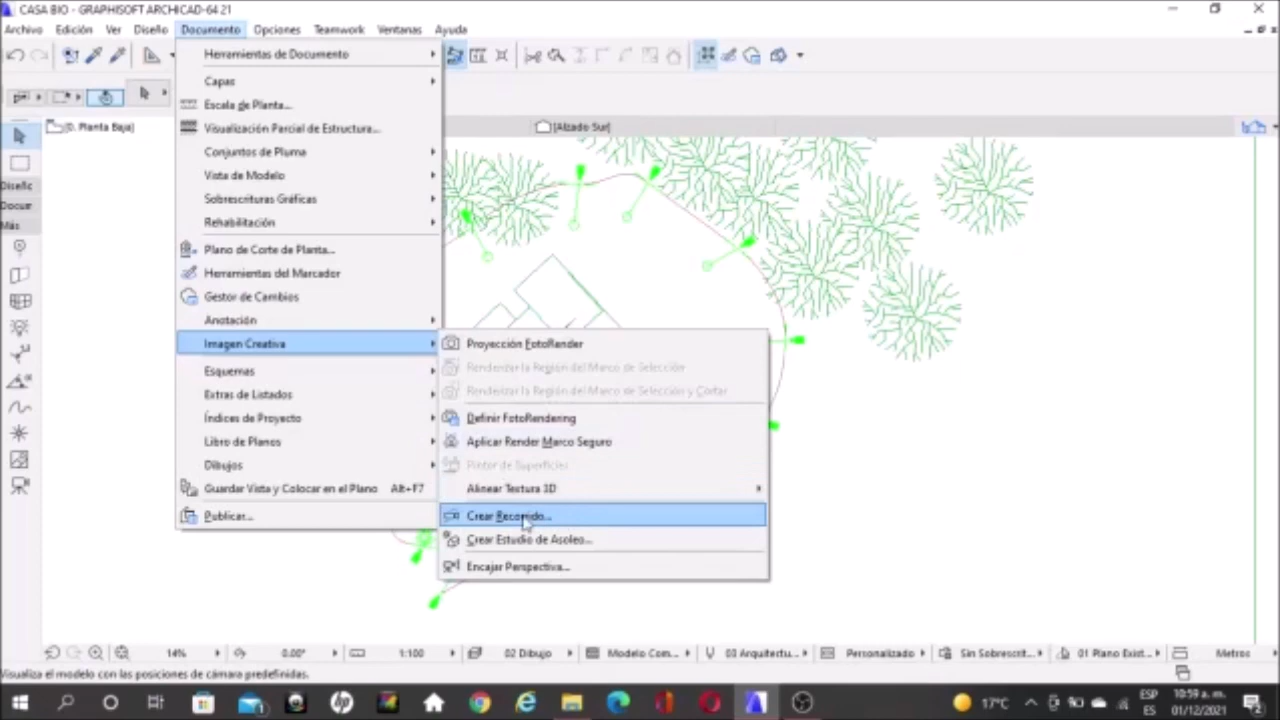 CASA BIO - GRAPHISOFT ARCHICAD-64 21
Archivo Edición Ver Diseño Documento Opciones Teamwork Ventanas Ayuda
Herramientas de Documento
Capas
Escala de Planta...
[0. Planta Baja]
[Alzado Sur]
Visualización Parcial de Estructura...
Conjuntos de Pluma
Vista de Modelo
Diseñc
Sobrescrituras Gráficas
Docur
Más
Rehabilitación
Plano de Corte de Planta...
Herramientas del Marcador
Gestor de Cambios
Anotación
Imagen Creativa
Proyección FotoRender
Renderizar la Región del Marco de Selección
Renderizar la Región del Marco de Selección y Cortar
Definir FotoRendering
Aplicar Render Marco Seguro
Pintor de Superficies
Alinear Textura 3D
Crear Recorrido...
Crear Estudio de Asoleo...
Encajar Perspectiva...
Esquemas
Extras de Listados
Índices de Proyecto
Libro de Planos
Dibujos
Guardar Vista y Colocar en el Plano Alt+F7
Publicar...
14% 0.00° 1:100 02 Dibujo Modelo Com... 03 Arquitectu... Personalizado Sin Sobrescrit... 01 Plano Exist... Metros
Visualiza el modelo con las posiciones de cámara predefinidas.
17°C ESP 10:59 a. m.
ES 01/12/2021